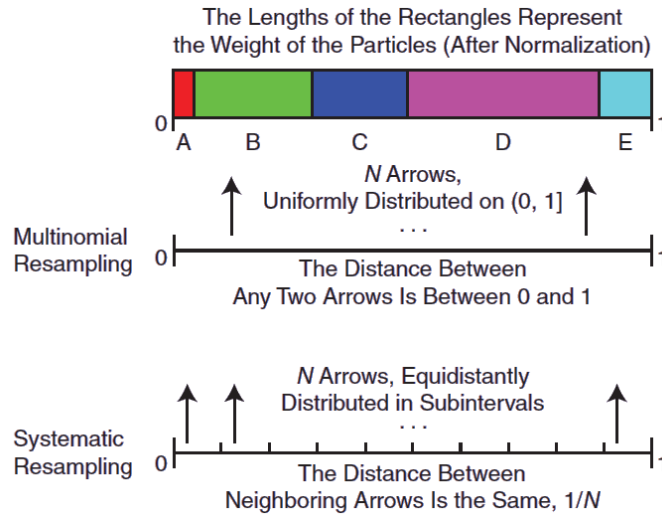 The Lengths of the Rectangles Represent
the Weight of the Particles (After Normalization)
0
A B C D E
N Arrows,
Uniformly Distributed on (0, 1]
...
Multinomial
Resampling
0
The Distance Between
Any Two Arrows Is Between 0 and 1
N Arrows, Equidistantly
Distributed in Subintervals
...
Systematic
Resampling
0
The Distance Between
Neighboring Arrows Is the Same, 1/N